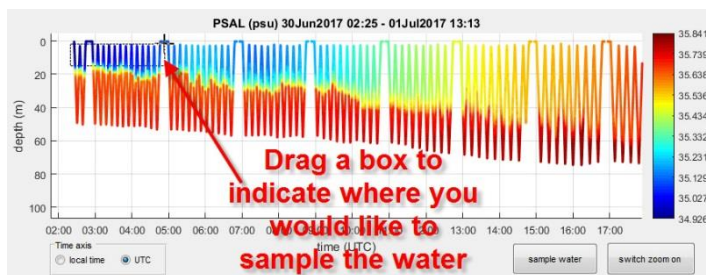 PSAL (psu) 30Jun2017 02:25 - 01Jul2017 13:13
0
20
40
60
80
100
depth (m)
35.841
35.739
35.638
35.536
35.434
35.332
35.231
35.129
35.027
34.926
Drag a box to
indicate where you
would like to
sample the water
02:00 03:00 04:00 05:00 06:00 07:00 08:00 09:00 10:00 11:00 12:00 13:00 14:00 15:00 16:00 17:00
time (UTC)
Time axis
local time UTC
sample water
switch zoom on